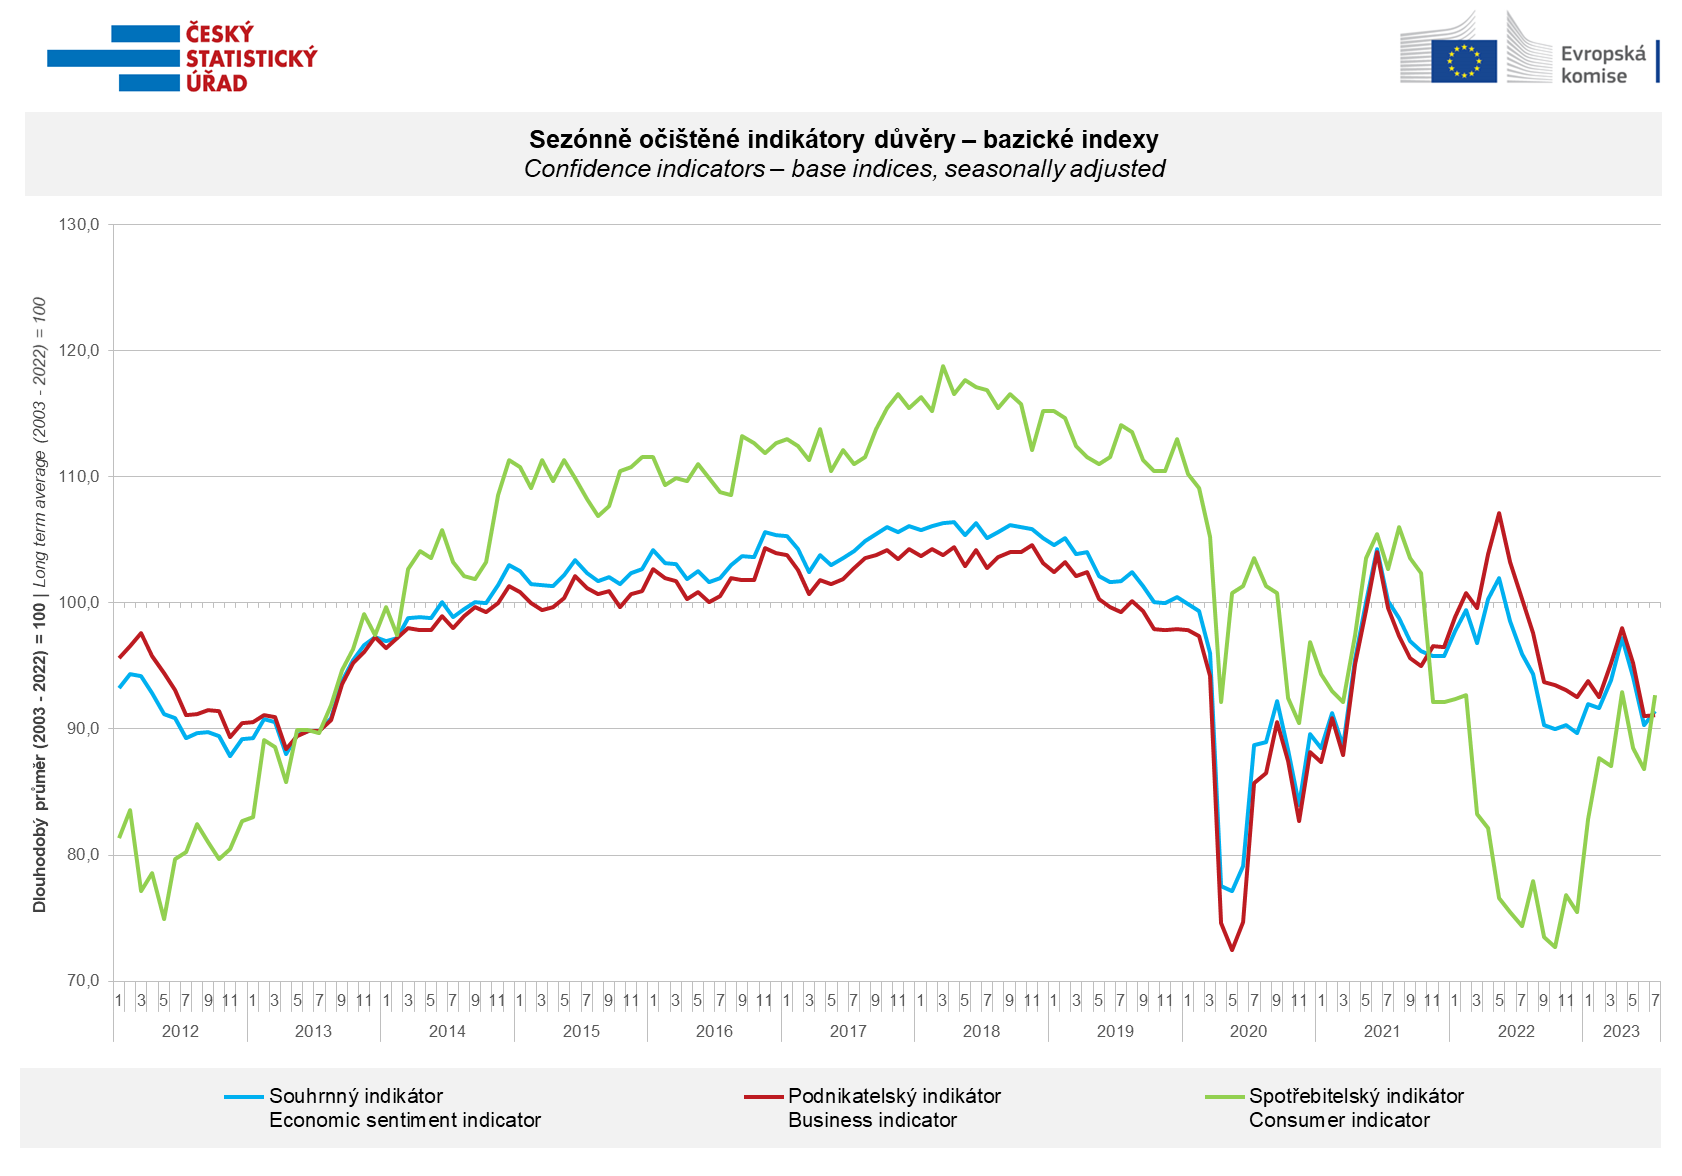 ČESKÝ
STATISTICKÝ
ÚŘAD
Evropská
komise
Sezónně očištěné indikátory důvěry – bazické indexy
Confidence indicators – base indices, seasonally adjusted
Dlouhodobý průměr (2003 - 2022) = 100 | Long term average (2003 - 2022) = 100
130,0
120,0
110,0
100,0
90,0
80,0
70,0
1 3 5 7 9 11 1 3 5 7 9 11 1 3 5 7 9 11 1 3 5 7 9 11 1 3 5 7 9 11 1 3 5 7 9 11 1 3 5 7 9 11 1 3 5 7 9 11 1 3 5 7 9 11 1 3 5 7 9 11 1 3 5 7 9 11 1 3 5 7
2012 2013 2014 2015 2016 2017 2018 2019 2020 2021 2022 2023
Souhrnný indikátor
Economic sentiment indicator
Podnikatelský indikátor
Business indicator
Spotřebitelský indikátor
Consumer indicator